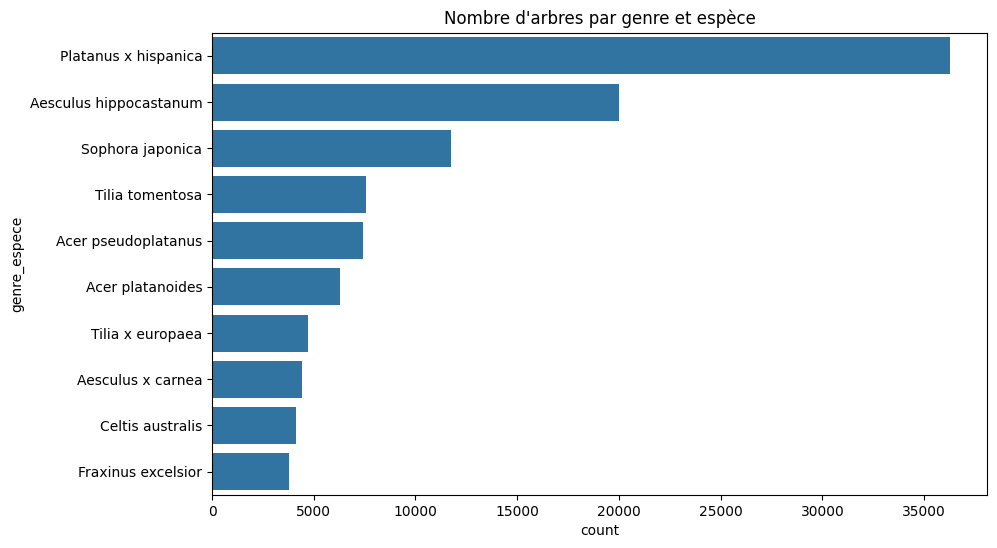 Nombre d'arbres par genre et espèce
genre_espece
Platanus x hispanica
Aesculus hippocastanum
Sophora japonica
Tilia tomentosa
Acer pseudoplatanus
Acer platanoides
Tilia x europaea
Aesculus x carnea
Celtis australis
Fraxinus excelsior
0 5000 10000 15000 20000 25000 30000 35000
count